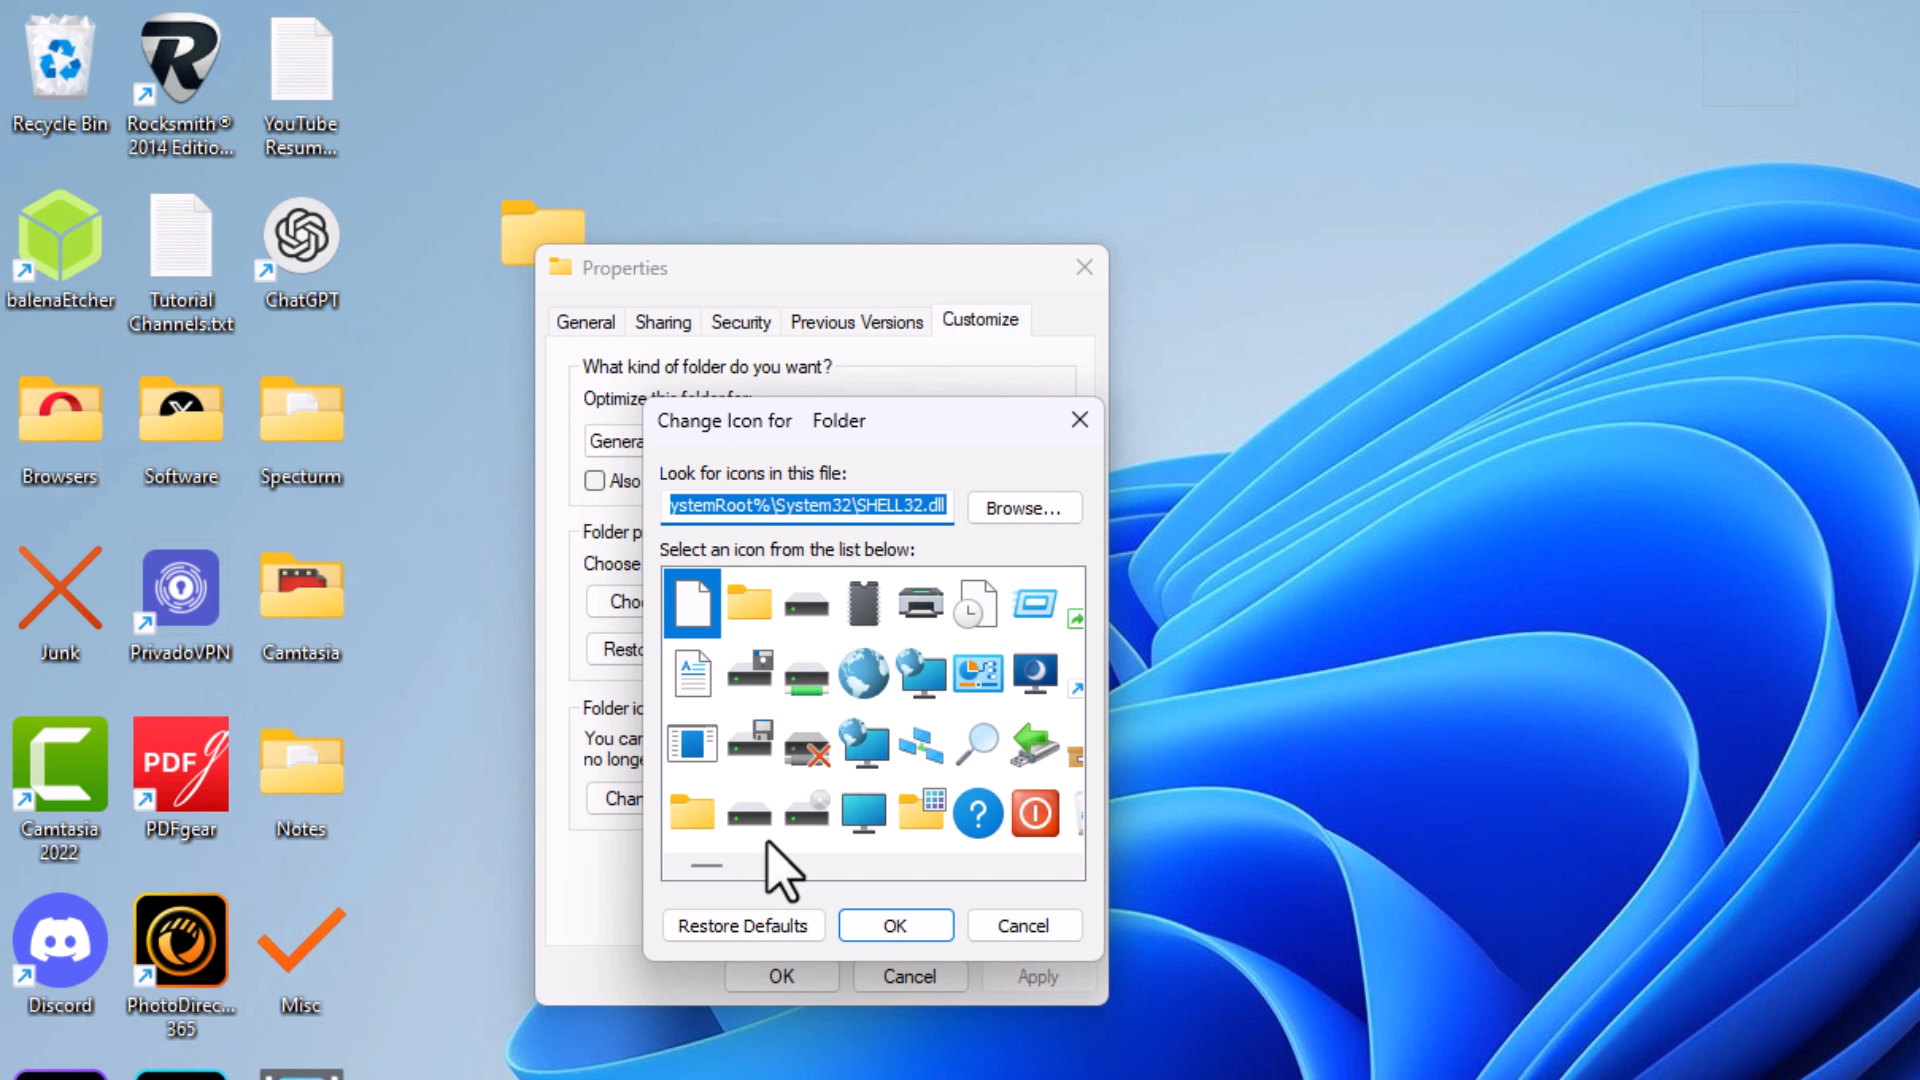 Recycle Bin
Rocksmith®
2014 Editio...
YouTube
Resum...
balenaEtcher
Tutorial
Channels.txt
ChatGPT
Browsers
Software
Specturm
Junk
PrivadoVPN
Camtasia
Camtasia
2022
PDF
PDFgear
Notes
Discord
PhotoDirec...
365
Misc
Properties
General
Sharing
Security
Previous Versions
Customize
What kind of folder do you want?
Optimize this folder for:
Genera
Also
Folder p
Choose
Cho
Resto
Folder ic
You can
no longe
Chan
OK
Cancel
Apply
Change Icon for Folder
Look for icons in this file:
ystemRoot%\System32\SHELL32.dll
Browse...
Select an icon from the list below:
Restore Defaults
OK
Cancel